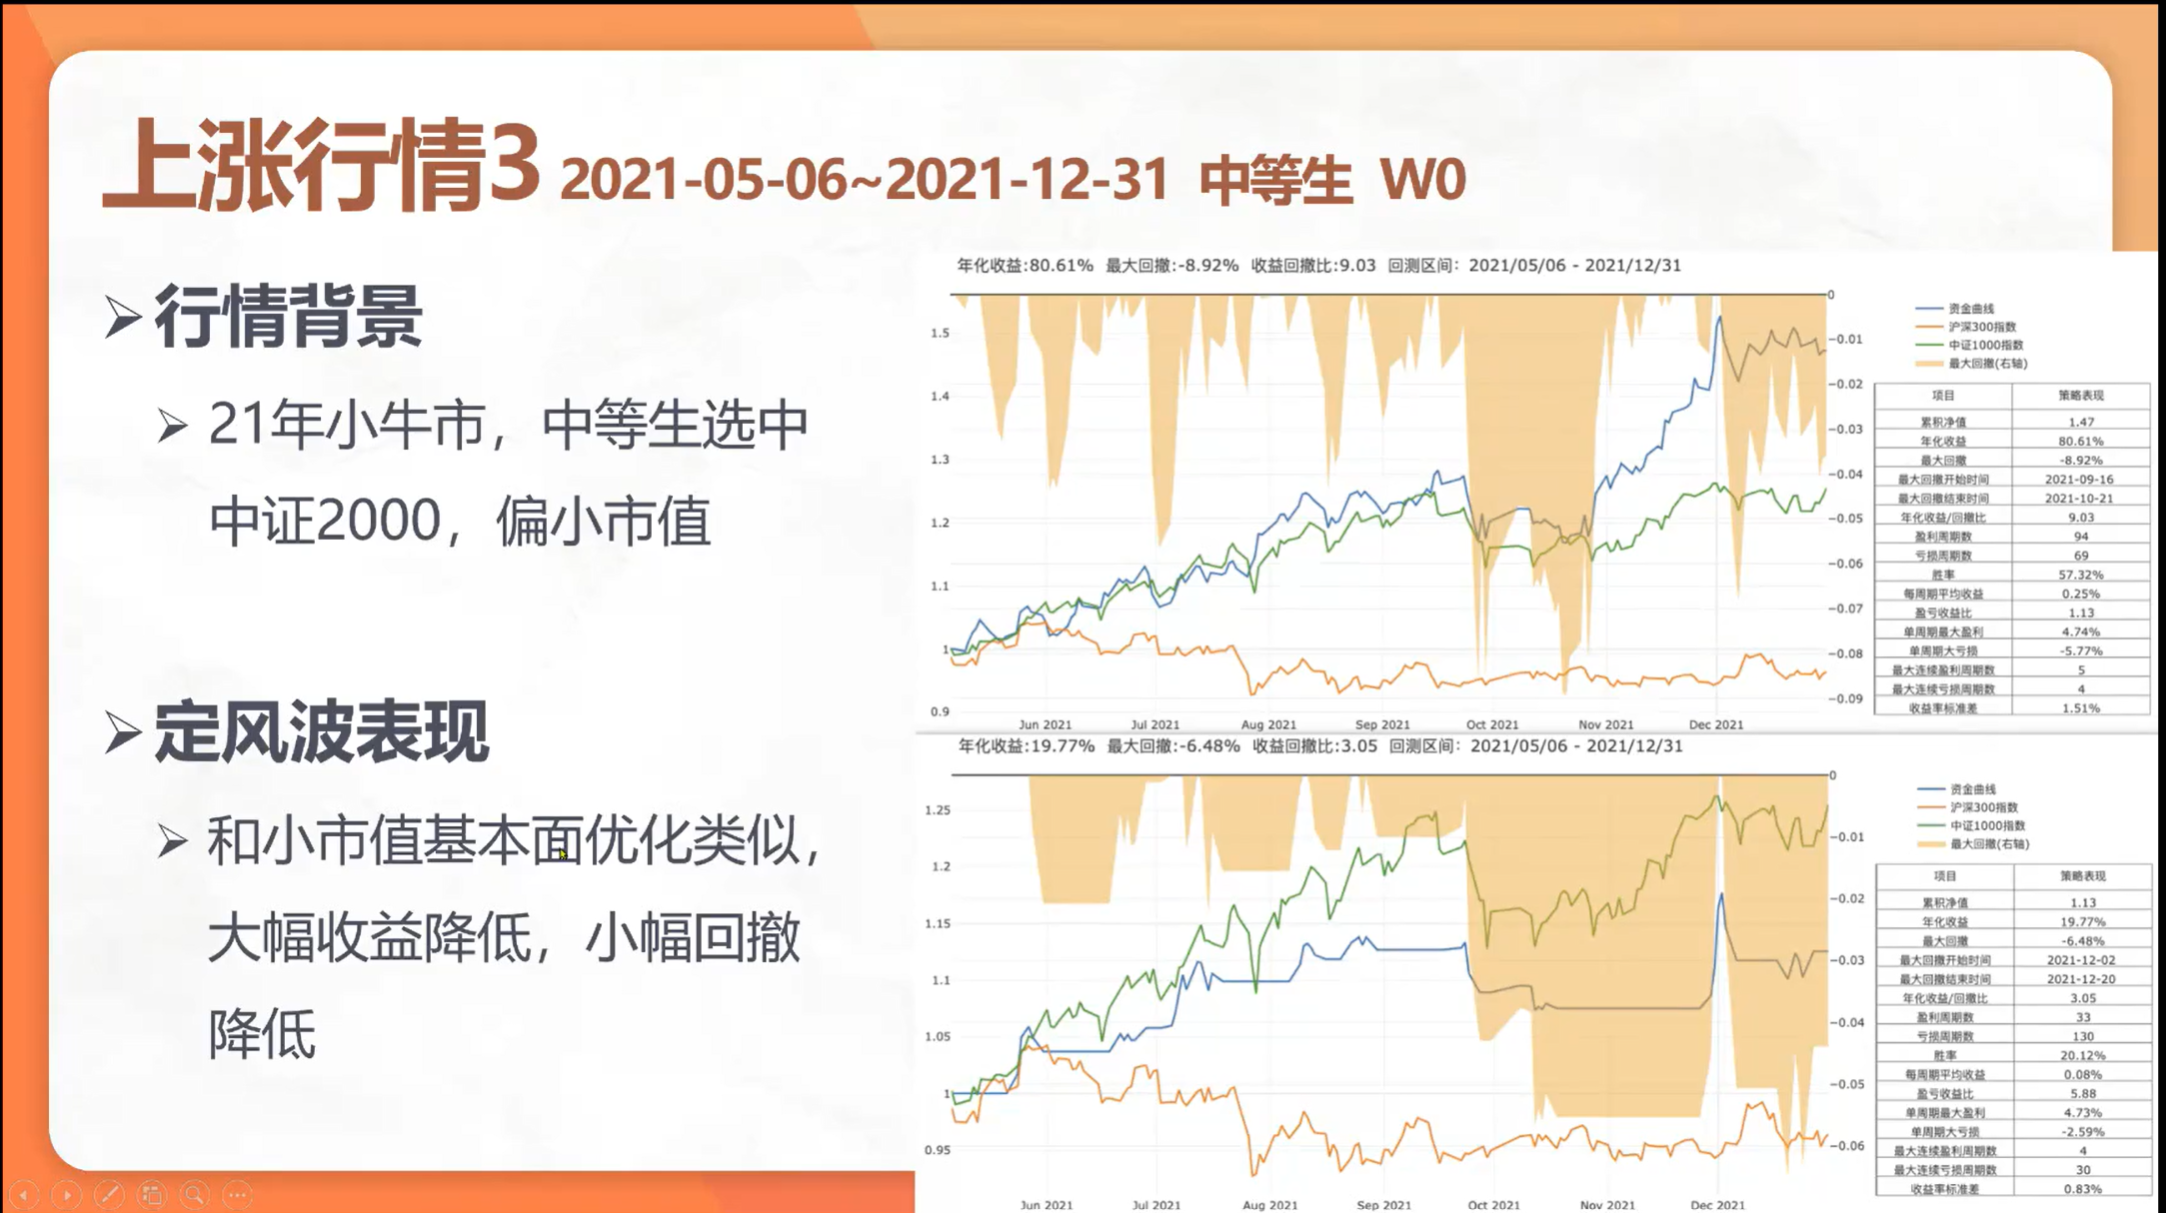 上涨行情3 2021-05-06~2021-12-31 中等生 W0
行情背景
21年小牛市，中等生选中
中证2000，偏小市值
定风波表现
和小市值基本面优化类似，
大幅收益降低，小幅回撤
降低
年化收益:80.61% 最大回撤:-8.92% 收益回撤比:9.03 回测区间：2021/05/06 - 2021/12/31
1.5
1.4
1.3
1.2
1.1
1
0.9
0
−0.01
−0.02
−0.03
−0.04
−0.05
−0.06
−0.07
−0.08
−0.09
Jun 2021 Jul 2021 Aug 2021 Sep 2021 Oct 2021 Nov 2021 Dec 2021
资金曲线
沪深300指数
中证1000指数
最大回撤(右轴)
项目 策略表现
累积净值 1.47
年化收益 80.61%
最大回撤 -8.92%
最大回撤开始时间 2021-09-16
最大回撤结束时间 2021-10-21
年化收益/回撤比 9.03
盈利周期数 94
亏损周期数 69
胜率 57.32%
每周期平均收益 0.25%
盈亏收益比 1.13
单周期最大盈利 4.74%
单周期大亏损 -5.77%
最大连续盈利周期数 5
最大连续亏损周期数 4
收益率标准差 1.51%
年化收益:19.77% 最大回撤:-6.48% 收益回撤比:3.05 回测区间：2021/05/06 - 2021/12/31
1.25
1.2
1.15
1.1
1.05
1
0.95
0
−0.01
−0.02
−0.03
−0.04
−0.05
−0.06
Jun 2021 Jul 2021 Aug 2021 Sep 2021 Oct 2021 Nov 2021 Dec 2021
资金曲线
沪深300指数
中证1000指数
最大回撤(右轴)
项目 策略表现
累积净值 1.13
年化收益 19.77%
最大回撤 -6.48%
最大回撤开始时间 2021-12-02
最大回撤结束时间 2021-12-20
年化收益/回撤比 3.05
盈利周期数 33
亏损周期数 130
胜率 20.12%
每周期平均收益 0.08%
盈亏收益比 5.88
单周期最大盈利 4.73%
单周期大亏损 -2.59%
最大连续盈利周期数 4
最大连续亏损周期数 30
收益率标准差 0.83%